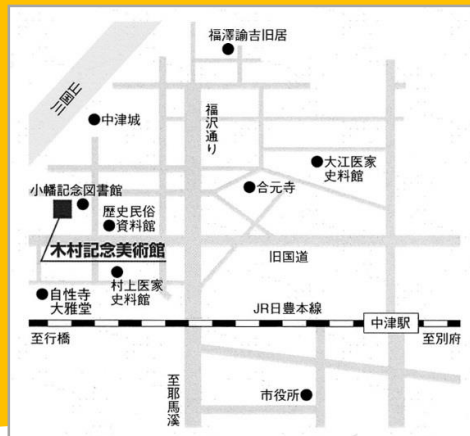 福澤諭吉旧居
山国川
福沢通り
中津城
大江医家
史料館
合元寺
小幡記念図書館
歴史民俗
資料館
木村記念美術館
旧国道
村上医家
史料館
自性寺
大雅堂
JR日豊本線
中津駅
至行橋
至別府
至耶馬溪
市役所